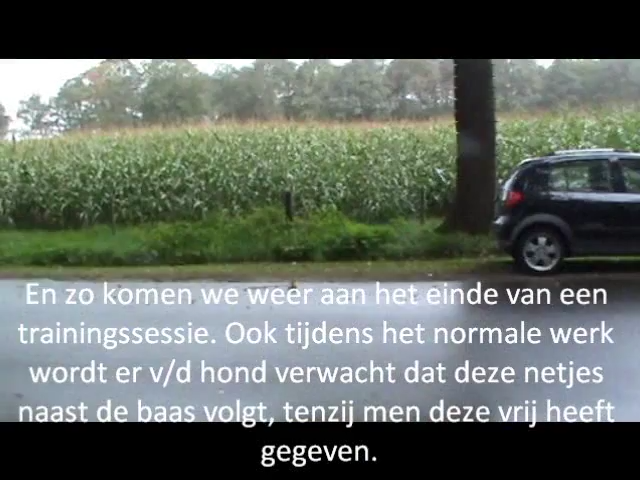 En zo komen we weer aan het einde van een
trainingssessie. Ook tijdens het normale werk
wordt er v/d hond verwacht dat deze netjes
naast de baas volgt, tenzij men deze vrij heeft
gegeven.